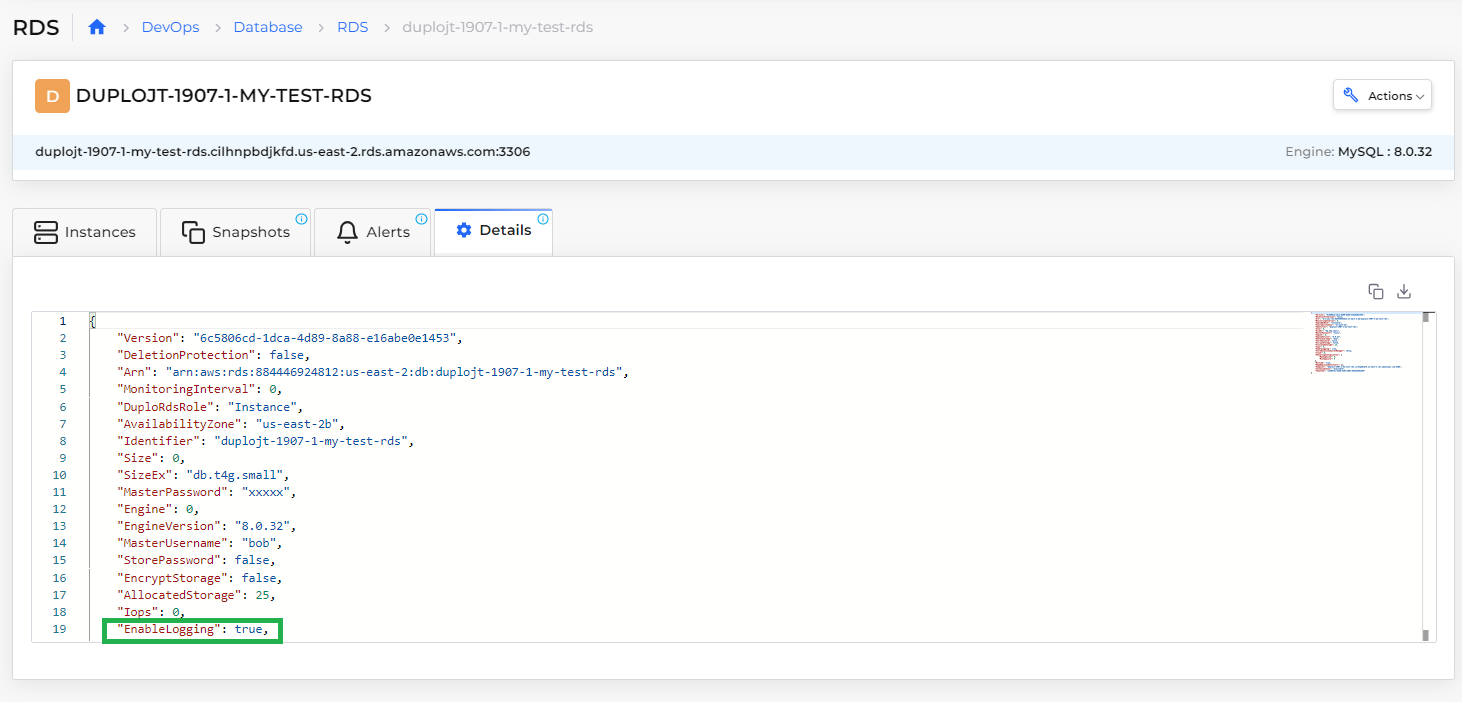 RDS > DevOps > Database > RDS > duplojt-1907-1-my-test-rds
D DUPLOJT-1907-1-MY-TEST-RDS
Actions
duplojt-1907-1-my-test-rds.cilhnpbdjkfd.us-east-2.rds.amazonaws.com:3306
Engine: MySQL : 8.0.32
Instances
Snapshots
Alerts
Details
1 {
2 "Version": "6c5806cd-1dca-4d89-8a88-e16abe0e1453",
3 "DeletionProtection": false,
4 "Arn": "arn:aws:rds:884446924812:us-east-2:db:duplojt-1907-1-my-test-rds",
5 "MonitoringInterval": 0,
6 "DuploRdsRole": "Instance",
7 "AvailabilityZone": "us-east-2b",
8 "Identifier": "duplojt-1907-1-my-test-rds",
9 "Size": 0,
10 "SizeEx": "db.t4g.small",
11 "MasterPassword": "xxxxx",
12 "Engine": 0,
13 "EngineVersion": "8.0.32",
14 "MasterUsername": "bob",
15 "StorePassword": false,
16 "EncryptStorage": false,
17 "AllocatedStorage": 25,
18 "Iops": 0,
19 "EnableLogging": true,